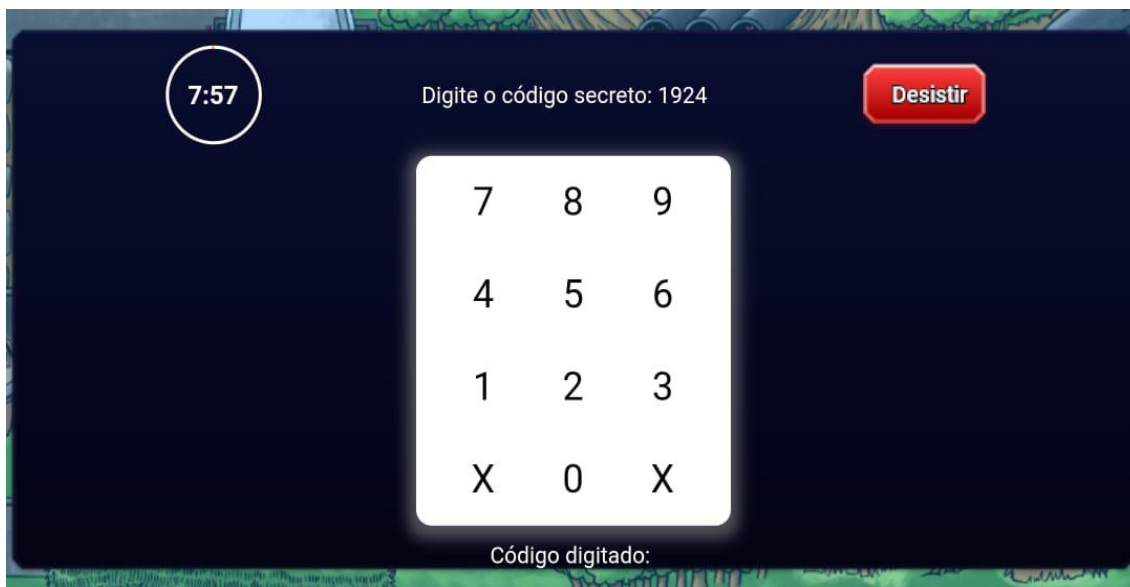 7:57
Digite o código secreto: 1924
Desistir
7 8 9
4 5 6
1 2 3
X 0 X
Código digitado: